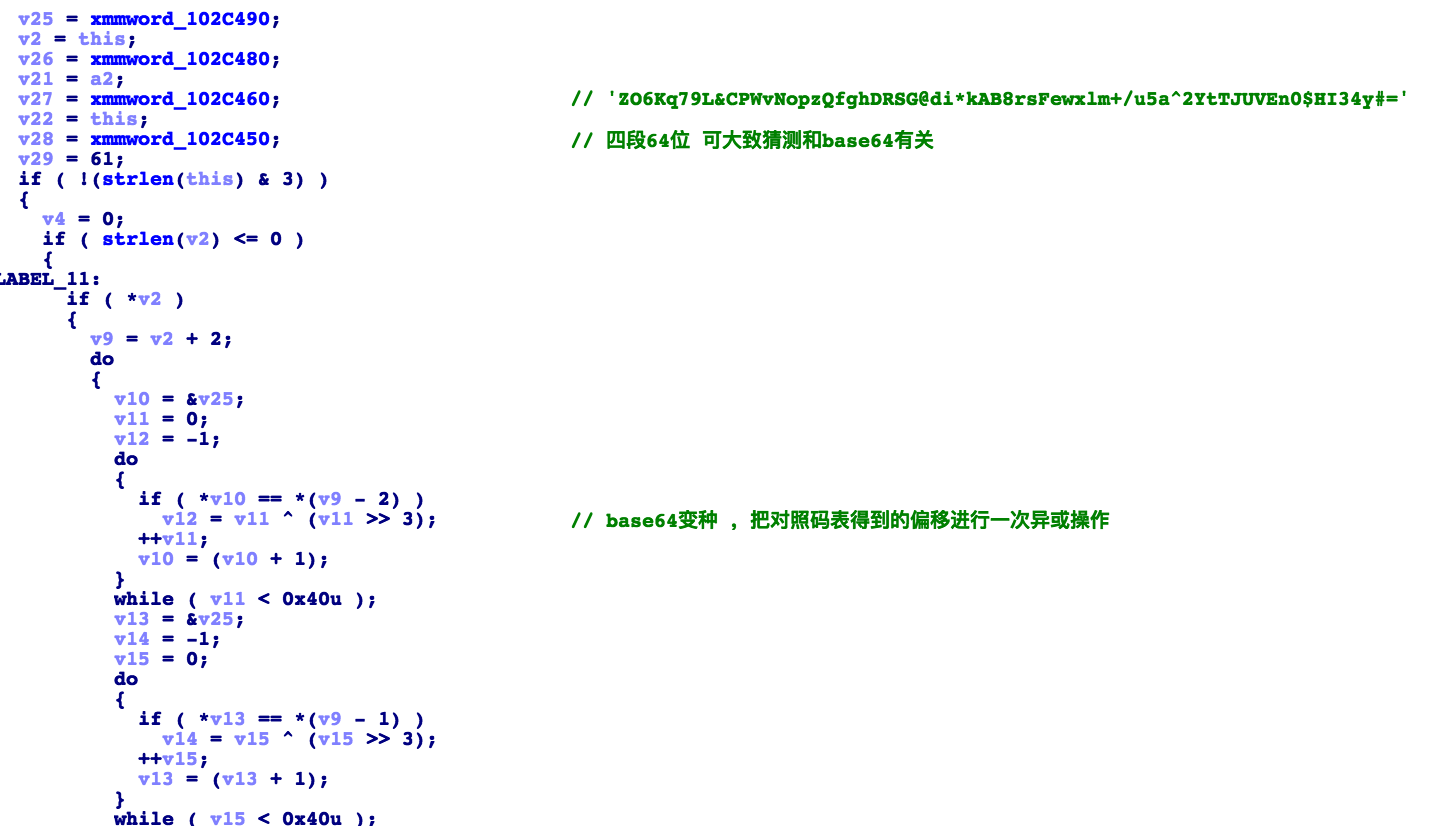 v25 = xmmword_102C490;
v2 = this;
v26 = xmmword_102C480;
v21 = a2;
v27 = xmmword_102C460; // 'ZO6Kq79L&CPWvNopzQfghDRSG@di*kAB8rsFewxlm+/u5a^2YtTJUVEn0$HI34y#='
v22 = this;
v28 = xmmword_102C450; // 四段64位 可大致猜测和base64有关
v29 = 61;
if ( !(strlen(this) & 3) )
{
v4 = 0;
if ( strlen(v2) <= 0 )
{
LABEL_11:
if ( *v2 )
{
v9 = v2 + 2;
do
{
v10 = &v25;
v11 = 0;
v12 = -1;
do
{
if ( *v10 == *(v9 - 2) )
v12 = v11 ^ (v11 >> 3); // base64变种 ，把对照码表得到的偏移进行一次异或操作
++v11;
v10 = (v10 + 1);
}
while ( v11 < 0x40u );
v13 = &v25;
v14 = -1;
v15 = 0;
do
{
if ( *v13 == *(v9 - 1) )
v14 = v15 ^ (v15 >> 3);
++v15;
v13 = (v13 + 1);
}
while ( v15 < 0x40u );